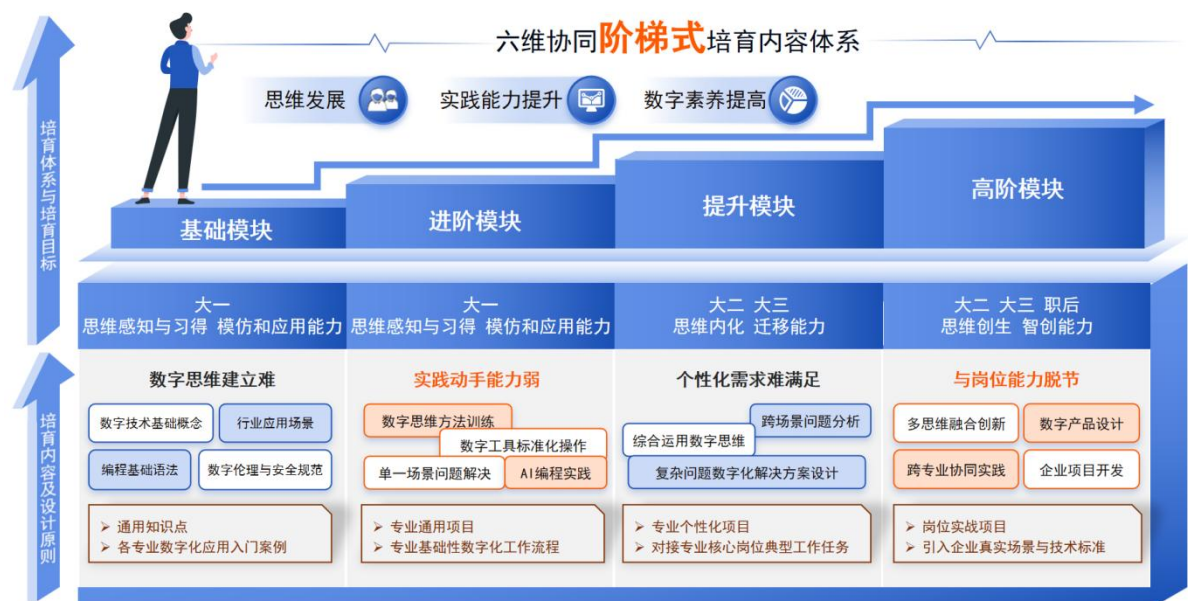 六维协同阶梯式培育内容体系
思维发展
实践能力提升
数字素养提高
培育体系与培育目标
基础模块
进阶模块
提升模块
高阶模块
大一
思维感知与习得 模仿和应用能力
大一
思维感知与习得 模仿和应用能力
大二 大三
思维内化 迁移能力
大二 大三 职后
思维创生 智创能力
培育内容及设计原则
数字思维建立难
数字技术基础概念
行业应用场景
编程基础语法
数字伦理与安全规范
➢ 通用知识点
➢ 各专业数字化应用入门案例
实践动手能力弱
数字思维方法训练
数字工具标准化操作
单一场景问题解决
AI编程实践
➢ 专业通用项目
➢ 专业基础性数字化工作流程
个性化需求难满足
跨场景问题分析
综合运用数字思维
复杂问题数字化解决方案设计
➢ 专业个性化项目
➢ 对接专业核心岗位典型工作任务
与岗位能力脱节
多思维融合创新
数字产品设计
跨专业协同实践
企业项目开发
➢ 岗位实战项目
➢ 引入企业真实场景与技术标准